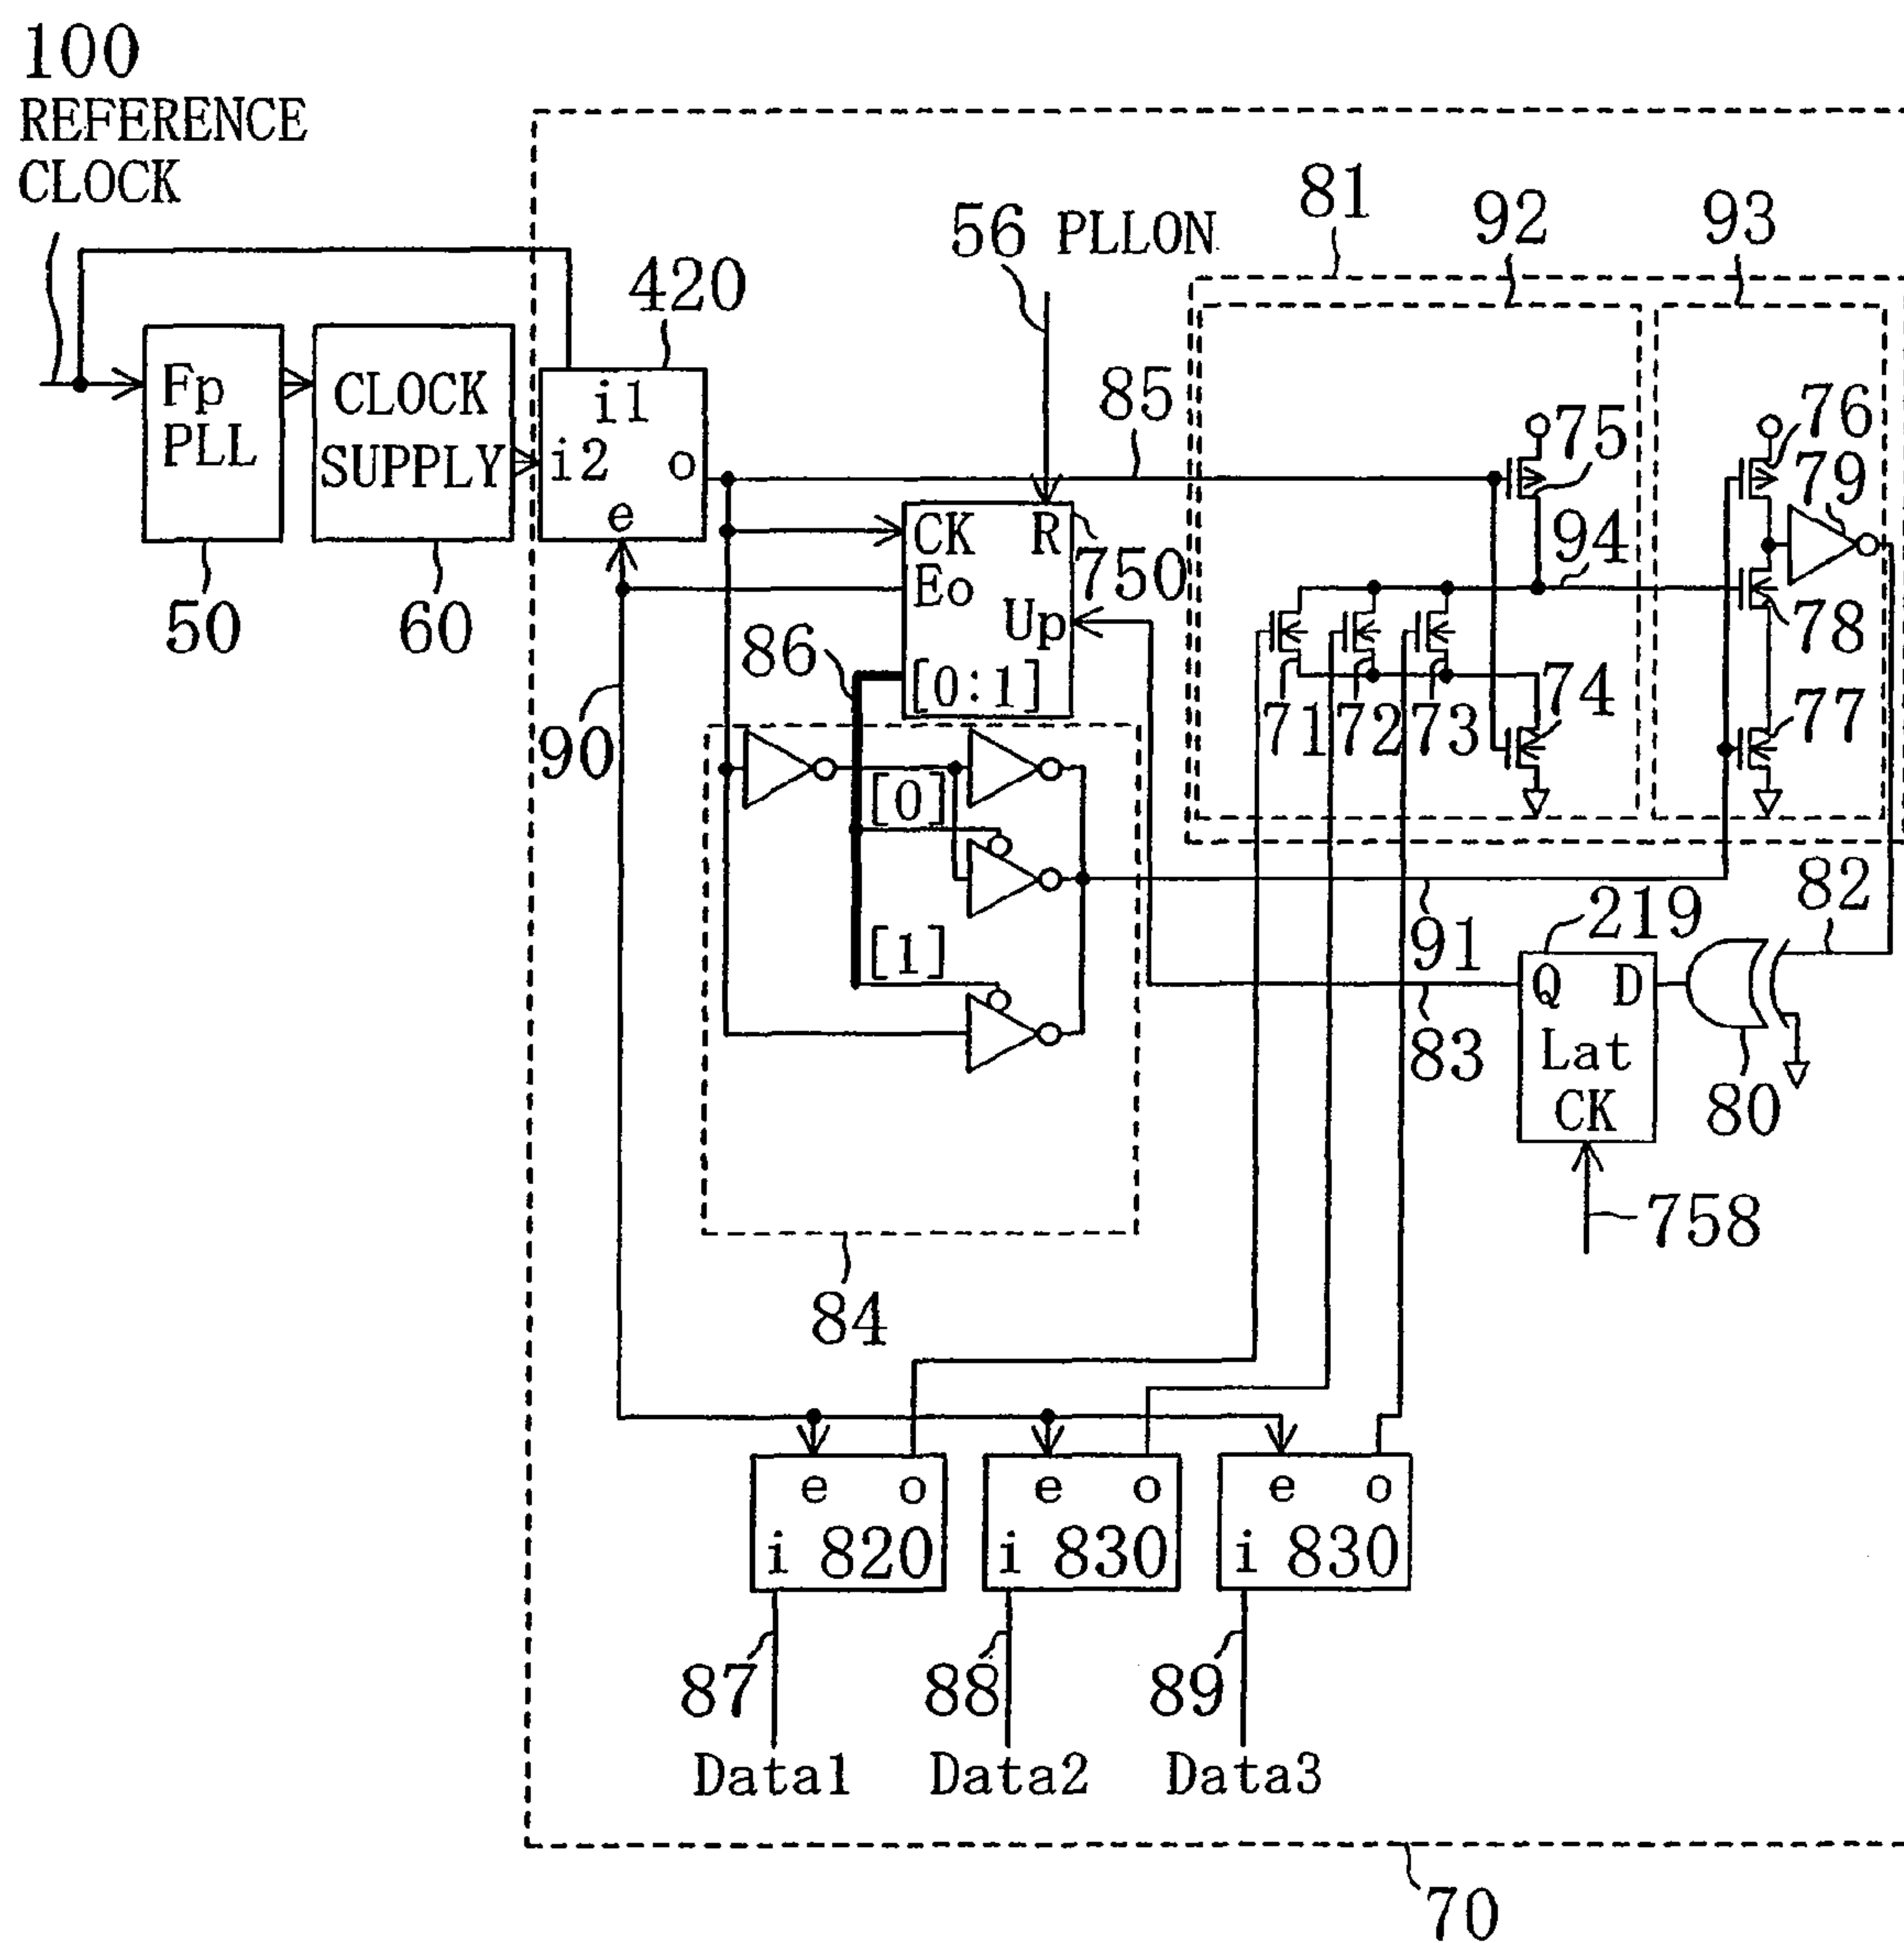 100
REFERENCE
CLOCK
81
92
93
56 PLLON
420
Fp
PLL
CLOCK
SUPPLY
i1
i2
o
e
85
75
76
79
94
CK
R
Eo
750
Up
[0:1]
50
60
86
78
71
72
73
74
77
90
[0]
[1]
91
82
219
Q
D
Lat
CK
83
80
758
84
e
o
i 820
e
o
i 830
e
o
i 830
87
88
89
Data1
Data2
Data3
70